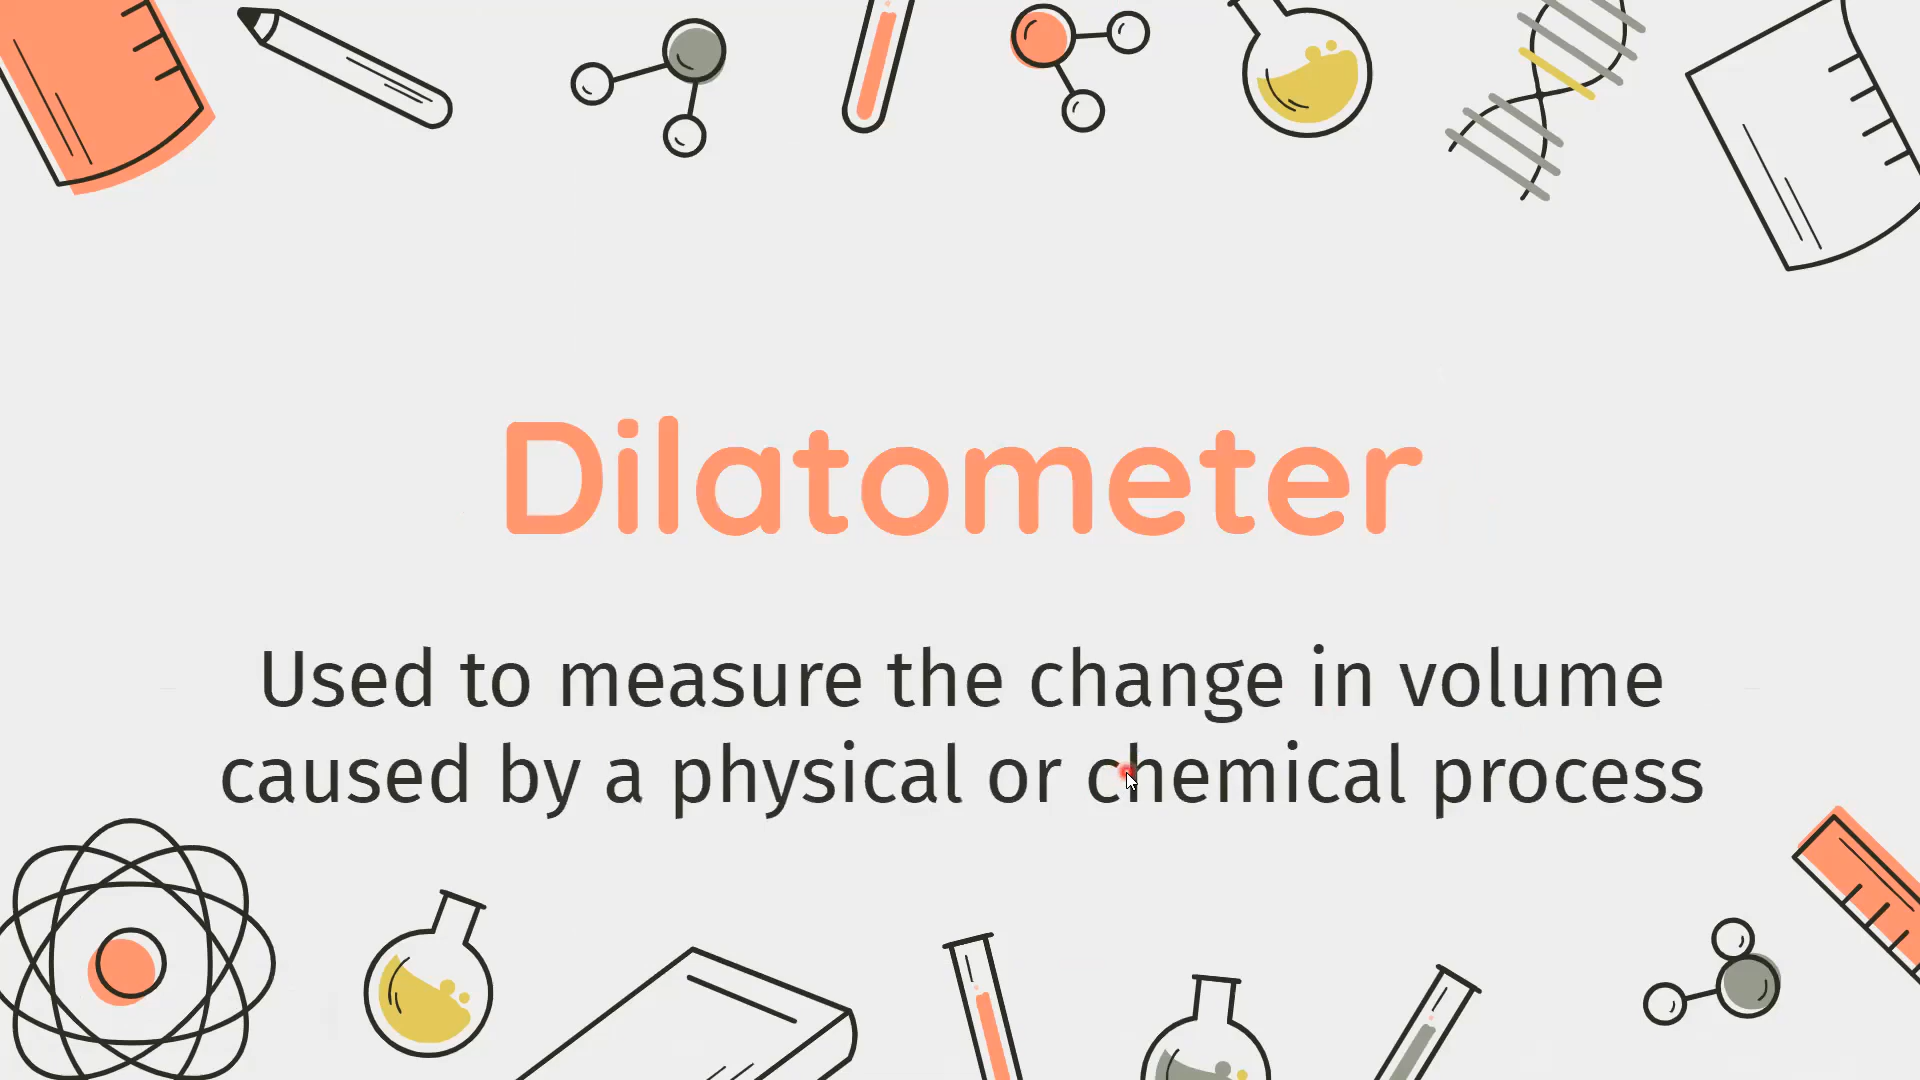 Dilatometer
Used to measure the change in volume
caused by a physical or chemical process